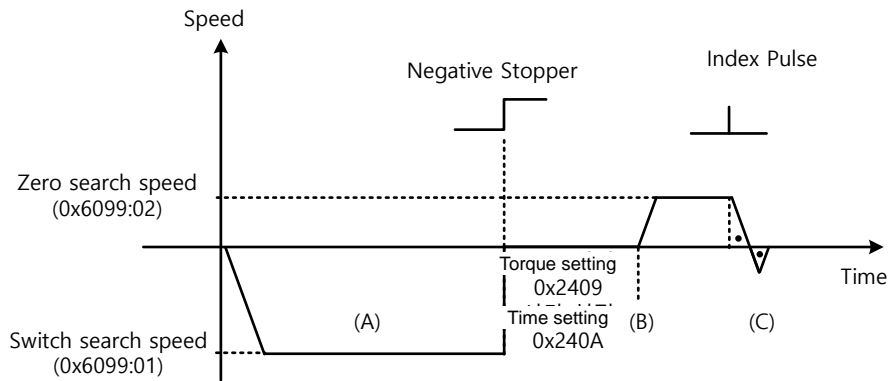 Speed
Negative Stopper
Index Pulse
Zero search speed
(0x6099:02)
Torque setting
0x2409
Time
Time setting
0x240A
(A)
(B)
(C)
Switch search speed
(0x6099:01)